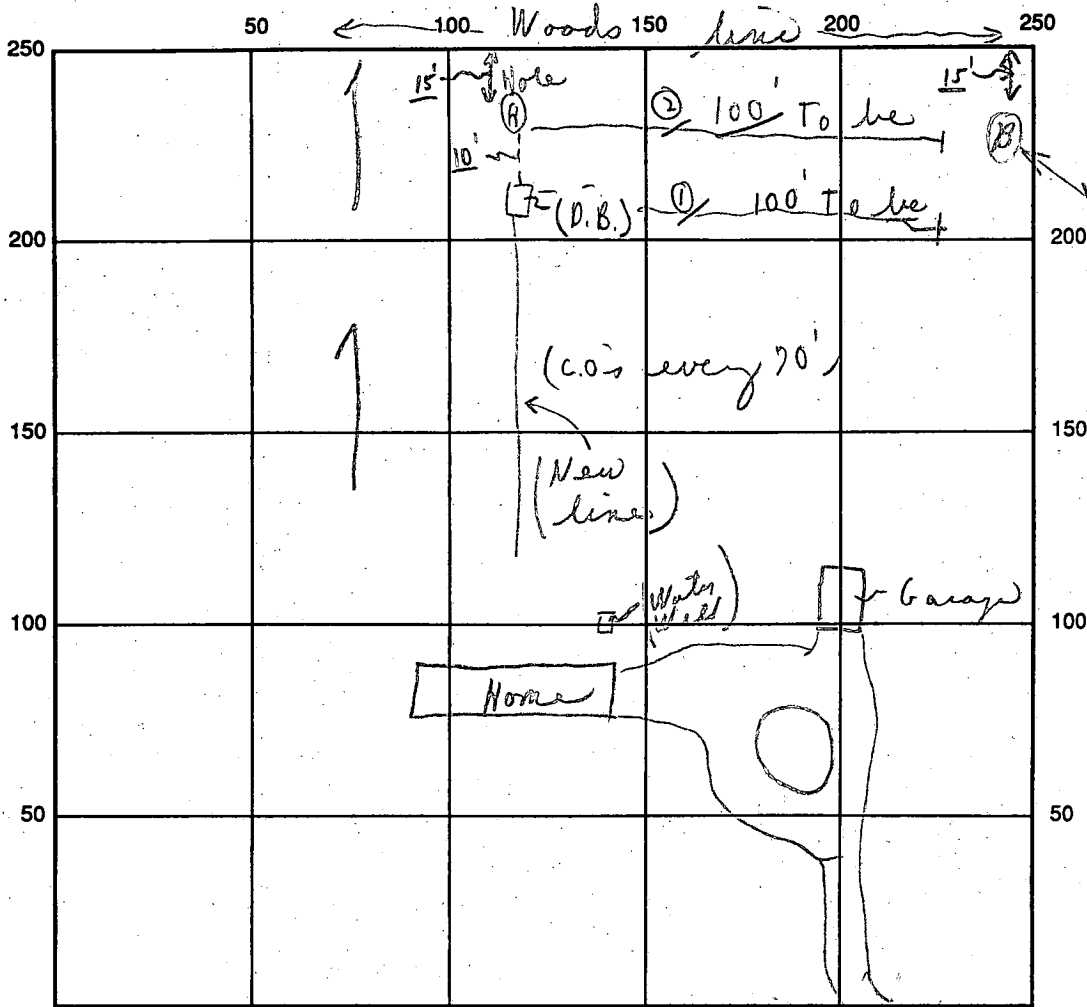 50 100 150 200 250
Woods line
250
15'
Hole
15'
A
② 100' To be
B
10'
(D.B.) ① 100' To be
200 200
(C.O's every 70')
150 150
(New
lines)
(Water
Well)
Garage
100 100
Home
50 50